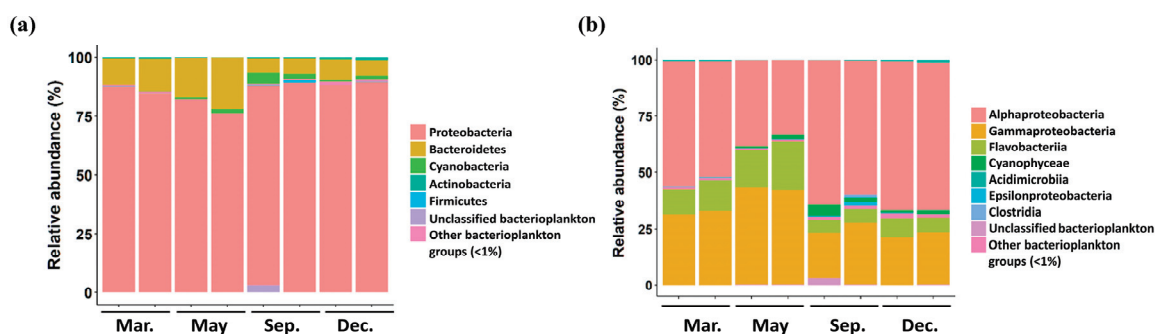 (a)
Relative abundance (%)
100
75
50
25
0
Mar.
May
Sep.
Dec.
Proteobacteria
Bacteroidetes
Cyanobacteria
Actinobacteria
Firmicutes
Unclassified bacterioplankton
Other bacterioplankton
groups (<1%)
(b)
Relative abundance (%)
100
75
50
25
0
Mar.
May
Sep.
Dec.
Alphaproteobacteria
Gammaproteobacteria
Flavobacteriia
Cyanophyceae
Acidimicrobiia
Epsilonproteobacteria
Clostridia
Unclassified bacterioplankton
Other bacterioplankton
groups (<1%)